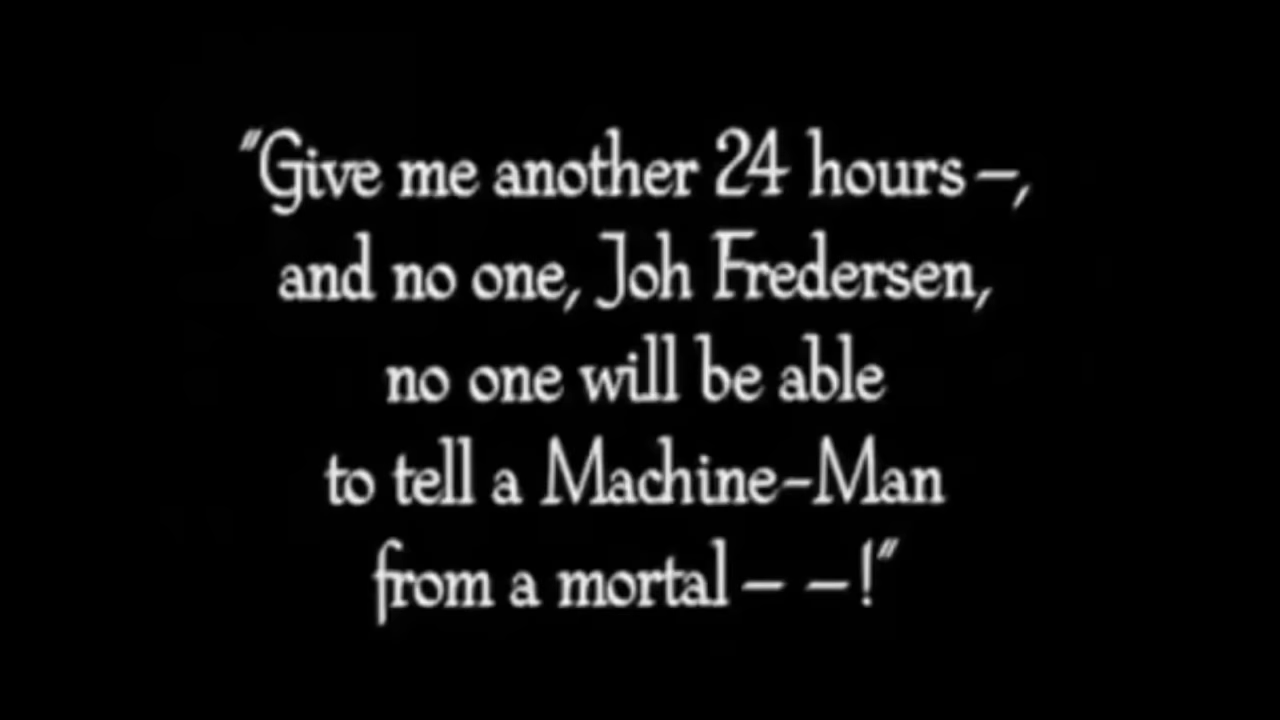 "Give me another 24 hours –,
and no one, Joh Fredersen,
no one will be able
to tell a Machine-Man
from a mortal – – !"